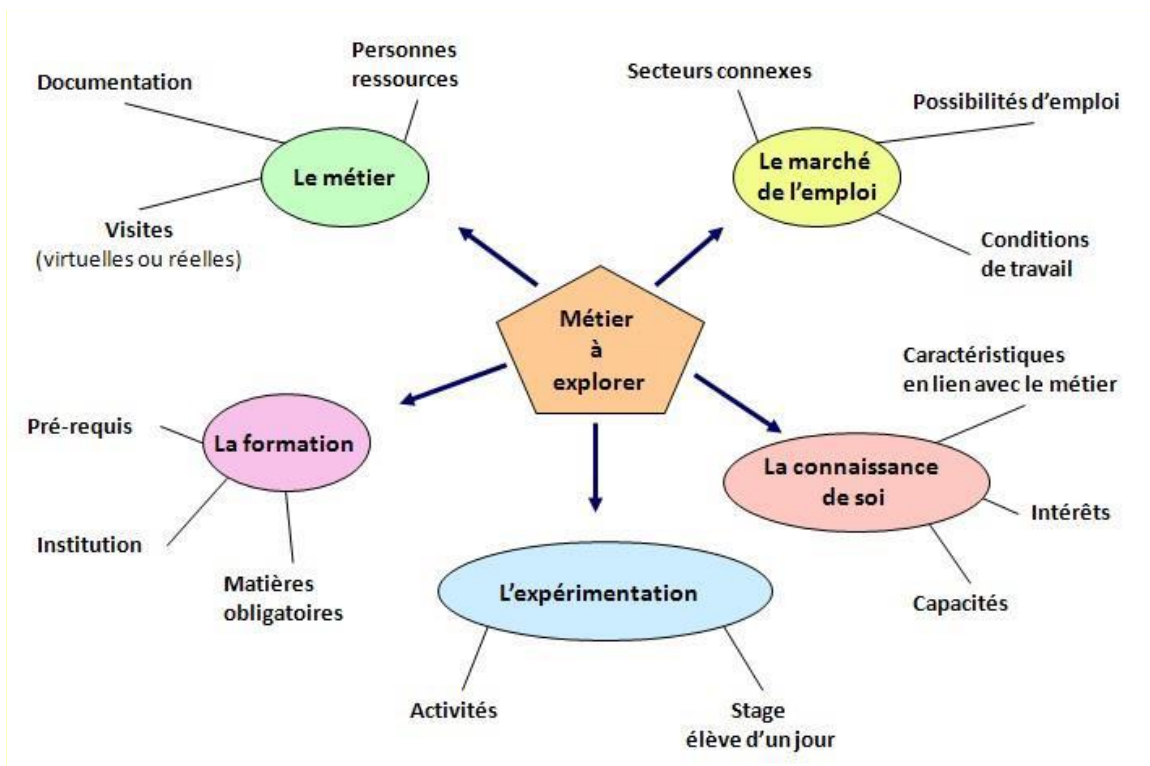 Personnes
ressources
Documentation
Le métier
Visites
(virtuelles ou réelles)
Secteurs connexes
Possibilités d’emploi
Le marché
de l’emploi
Conditions
de travail
Métier
à
explorer
Caractéristiques
en lien avec le métier
La connaissance
de soi
Intérêts
Capacités
Pré-requis
La formation
Institution
Matières
obligatoires
L’expérimentation
Activités
Stage
élève d’un jour